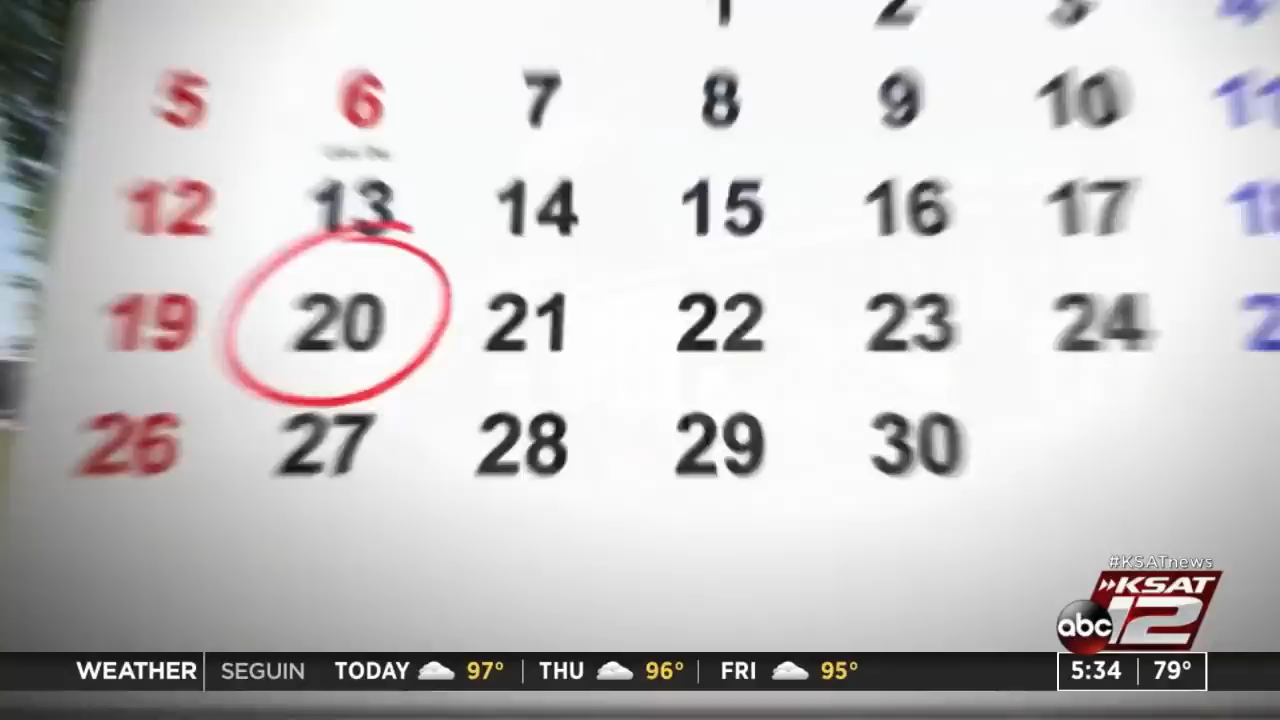 1 2 3 4
5 6 7 8 9 10 11
12 13 14 15 16 17
19 20 21 22 23 24
26 27 28 29 30
#KSATnews
KSAT
abc 12
WEATHER SEGUIN TODAY 97° THU 96° FRI 95° 5:34 79°